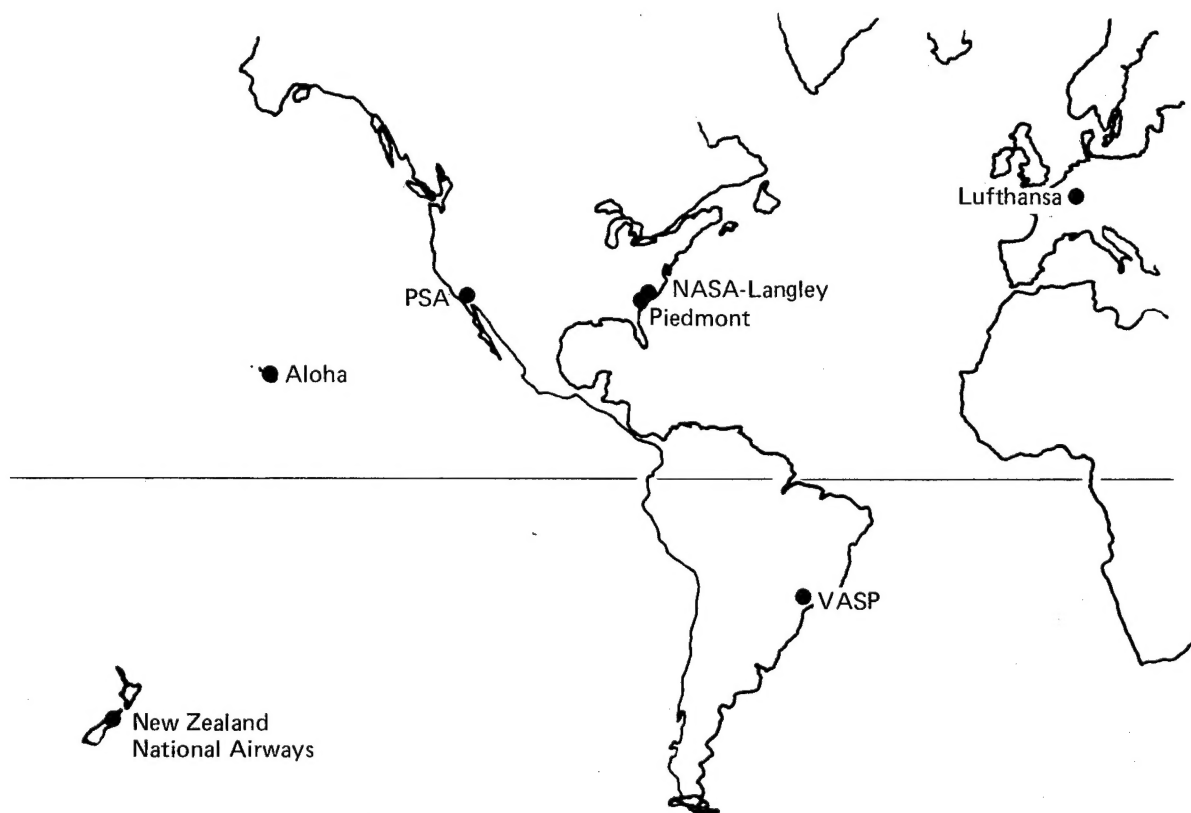 Lufthansa
PSA
NASA-Langley
Piedmont
Aloha
VASP
New Zealand
National Airways